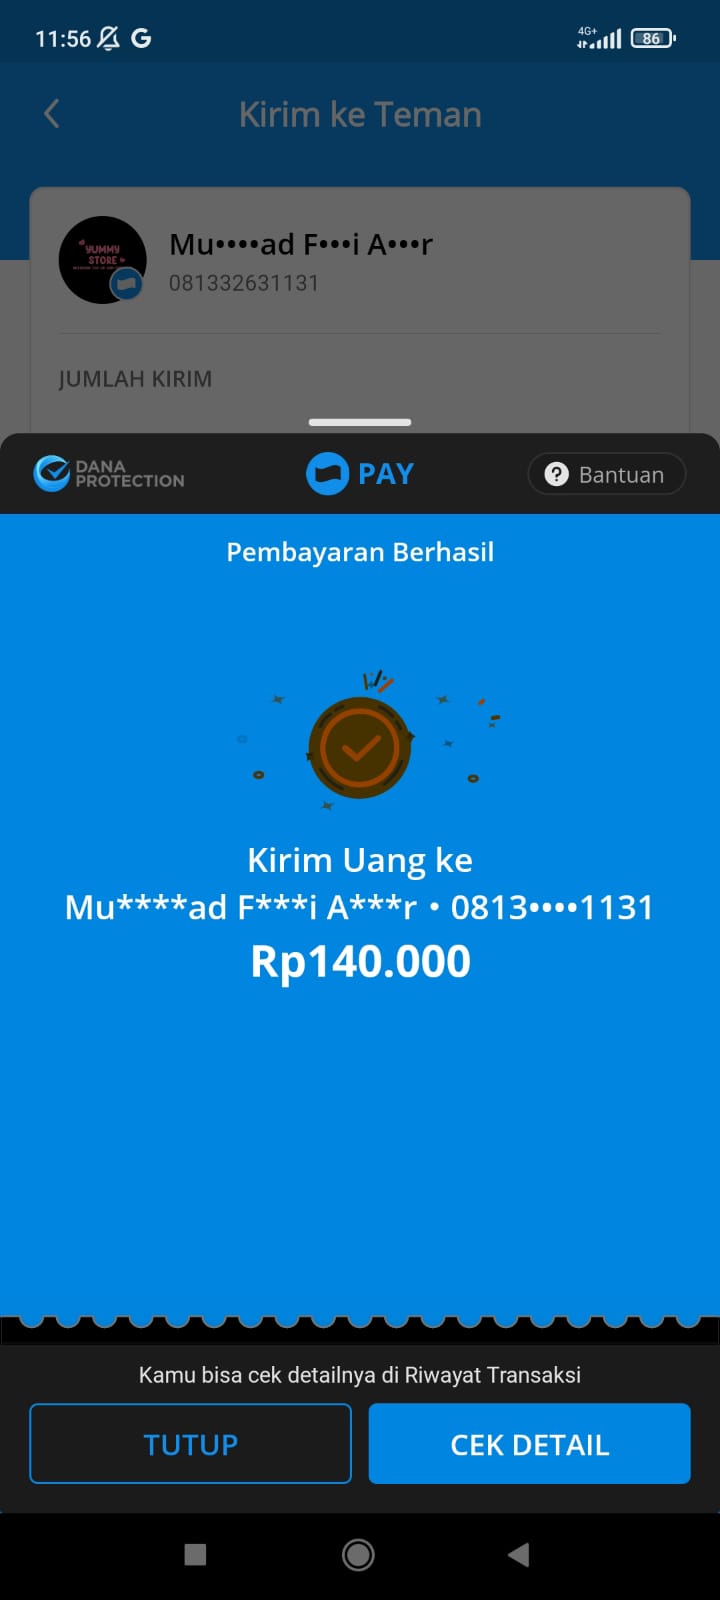 11:56
4G+
86
Kirim ke Teman
YUMMY
STORE
Mu••••ad F•••i A•••r
081332631131
JUMLAH KIRIM
DANA
PROTECTION
PAY
? Bantuan
Pembayaran Berhasil
Kirim Uang ke
Mu****ad F***i A***r • 0813••••1131
Rp140.000
Kamu bisa cek detailnya di Riwayat Transaksi
TUTUP
CEK DETAIL